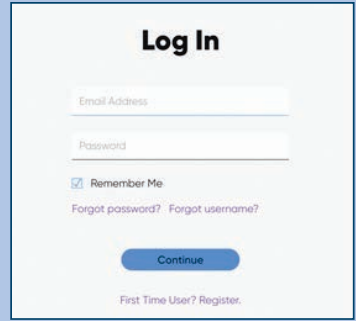 Log In
Email Address
Password
Remember Me
Forgot password? Forgot username?
Continue
First Time User? Register.